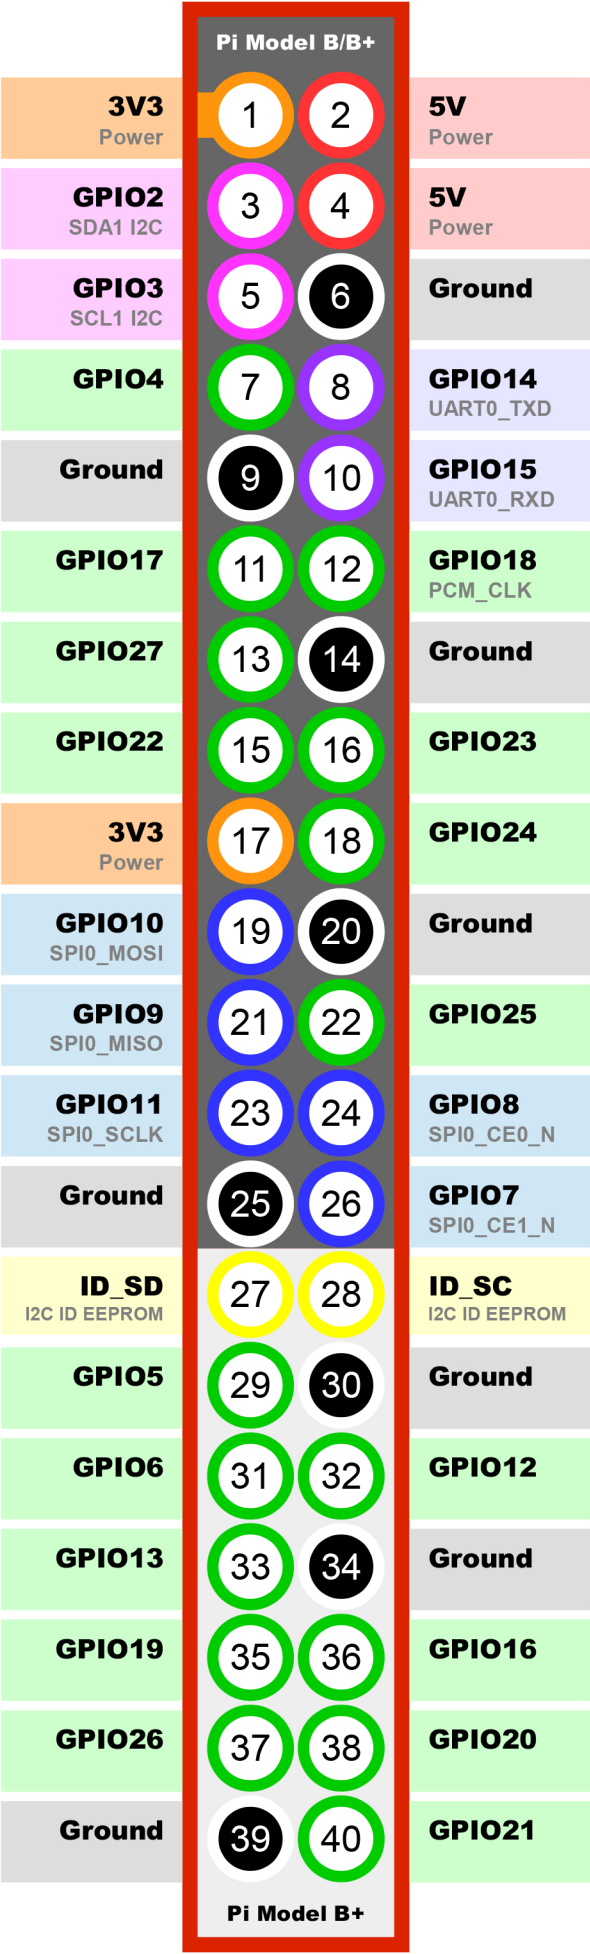 Pi Model B/B+
3V3 1 2 5V
Power Power
GPIO2 3 4 5V
SDA1 I2C Power
GPIO3 5 6 Ground
SCL1 I2C
GPIO4 7 8 GPIO14
UART0_TXD
Ground 9 10 GPIO15
UART0_RXD
GPIO17 11 12 GPIO18
PCM_CLK
GPIO27 13 14 Ground
GPIO22 15 16 GPIO23
3V3 17 18 GPIO24
Power
GPIO10 19 20 Ground
SPI0_MOSI
GPIO9 21 22 GPIO25
SPI0_MISO
GPIO11 23 24 GPIO8
SPI0_SCLK SPI0_CE0_N
Ground 25 26 GPIO7
SPI0_CE1_N
ID_SD 27 28 ID_SC
I2C ID EEPROM I2C ID EEPROM
GPIO5 29 30 Ground
GPIO6 31 32 GPIO12
GPIO13 33 34 Ground
GPIO19 35 36 GPIO16
GPIO26 37 38 GPIO20
Ground 39 40 GPIO21
Pi Model B+